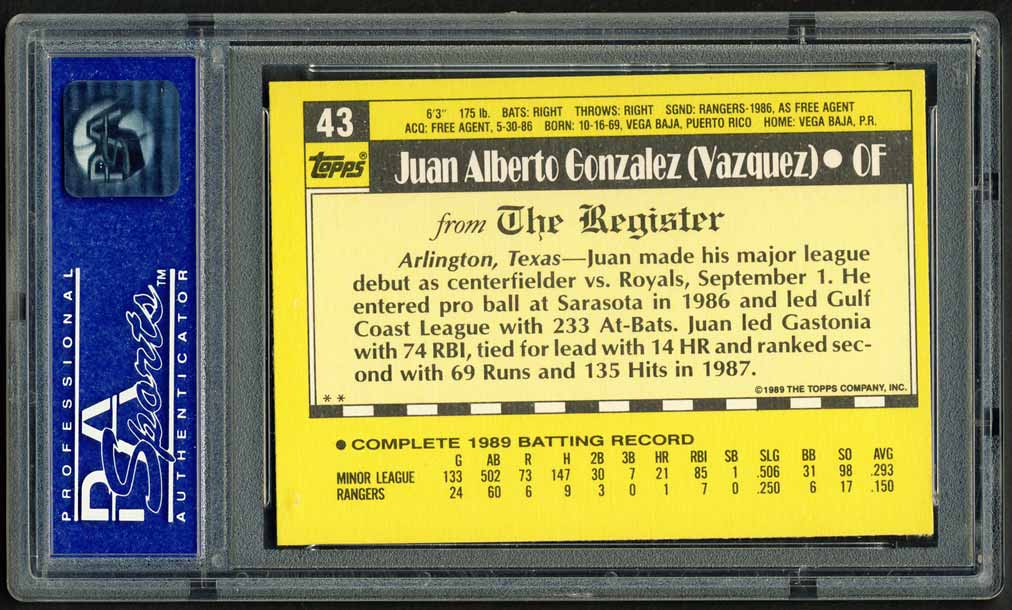 PSA
PROFESSIONAL
PSA
Sports™
AUTHENTICATOR
43
6'3" 175 lb. BATS: RIGHT THROWS: RIGHT SGND: RANGERS-1986, AS FREE AGENT
ACQ: FREE AGENT, 5-30-86 BORN: 10-16-69, VEGA BAJA, PUERTO RICO HOME: VEGA BAJA, P.R.
topps®
Juan Alberto Gonzalez (Vazquez) • OF
from The Register
Arlington, Texas—Juan made his major league
debut as centerfielder vs. Royals, September 1. He
entered pro ball at Sarasota in 1986 and led Gulf
Coast League with 233 At-Bats. Juan led Gastonia
with 74 RBI, tied for lead with 14 HR and ranked sec-
ond with 69 Runs and 135 Hits in 1987.
©1989 THE TOPPS COMPANY, INC.
**
• COMPLETE 1989 BATTING RECORD
G AB R H 2B 3B HR RBI SB SLG BB SO AVG
MINOR LEAGUE 133 502 73 147 30 7 21 85 1 .506 31 98 .293
RANGERS 24 60 6 9 3 0 1 7 0 .250 6 17 .150